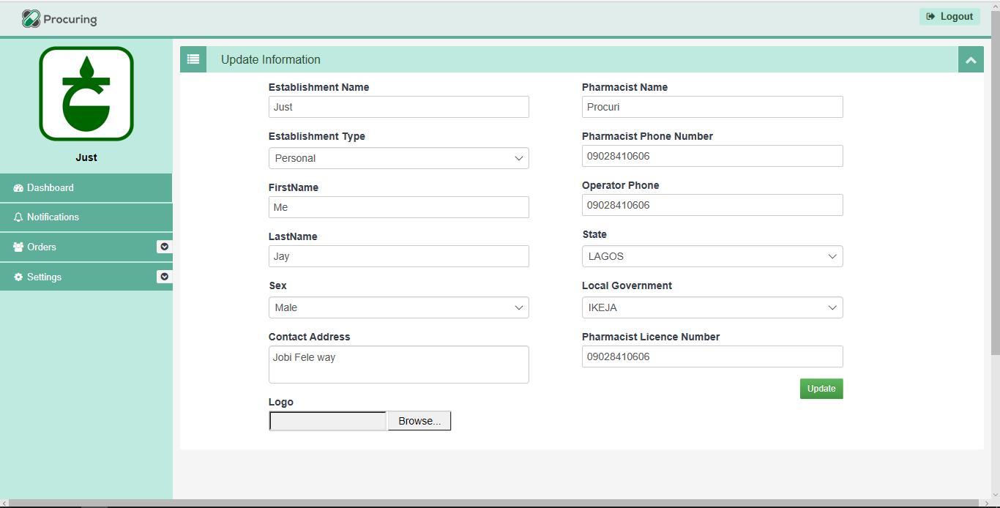 Procuring
Logout
Just
Dashboard
Notifications
Orders
Settings
Update Information
Establishment Name
Just
Establishment Type
Personal
FirstName
Me
LastName
Jay
Sex
Male
Contact Address
Jobi Fele way
Logo
Browse...
Pharmacist Name
Procuri
Pharmacist Phone Number
09028410606
Operator Phone
09028410606
State
LAGOS
Local Government
IKEJA
Pharmacist Licence Number
09028410606
Update